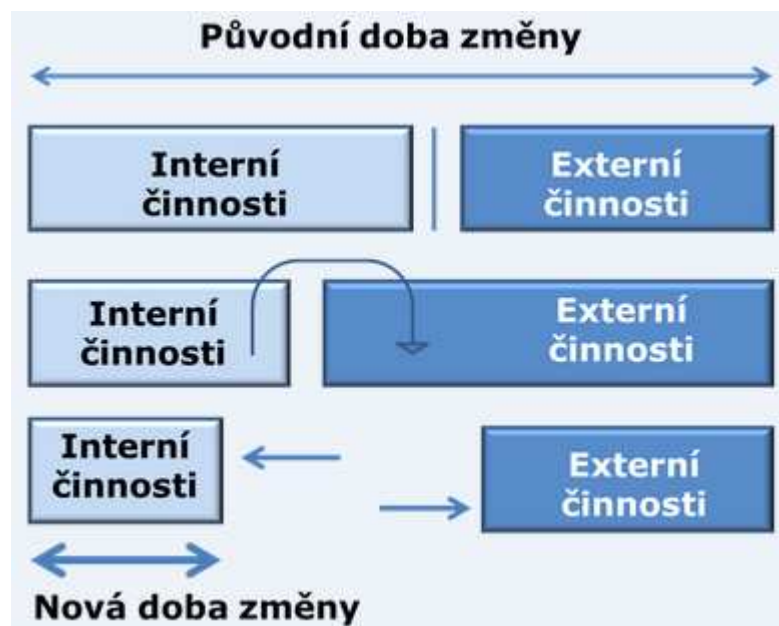 Původní doba změny
Interní
činnosti
Externí
činnosti
Interní
činnosti
Externí
činnosti
Interní
činnosti
Externí
činnosti
Nová doba změny